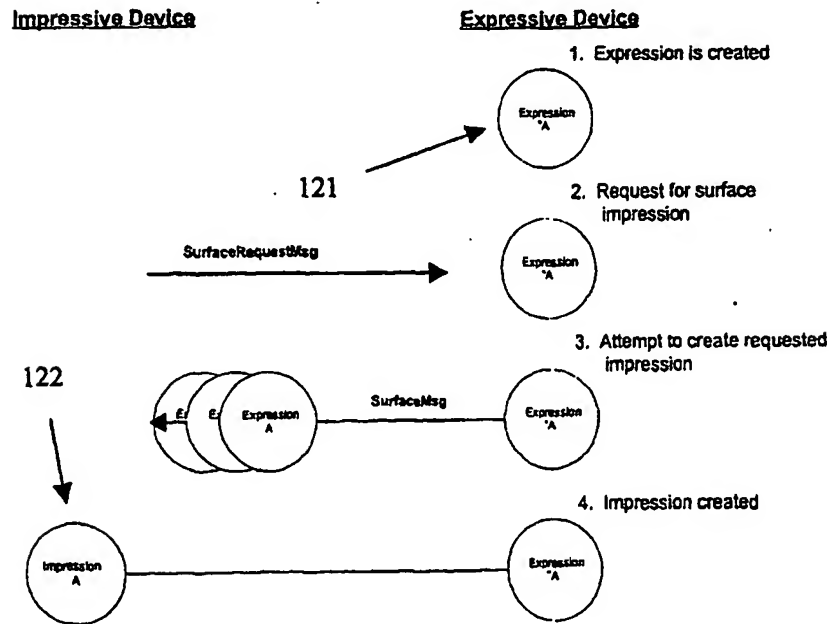 Impressive Device
Expressive Device
1. Expression is created
Expression
*A
121
2. Request for surface
impression
SurfaceRequestMsg
Expression
*A
3. Attempt to create requested
impression
122
Expression
A
SurfaceMsg
Expression
*A
4. Impression created
Impression
A
Expression
*A